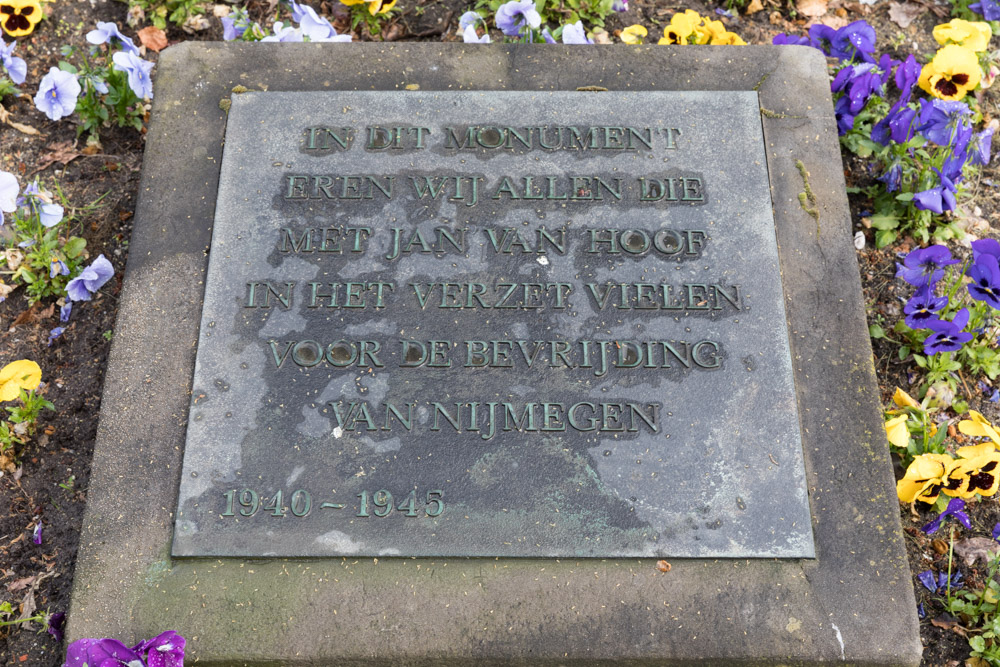 IN DIT MONUMENT
EREN WIJ ALLEN DIE
MET JAN VAN HOOF
IN HET VERZET VIELEN
VOOR DE BEVRIJDING
VAN NIJMEGEN
1940 ~ 1945